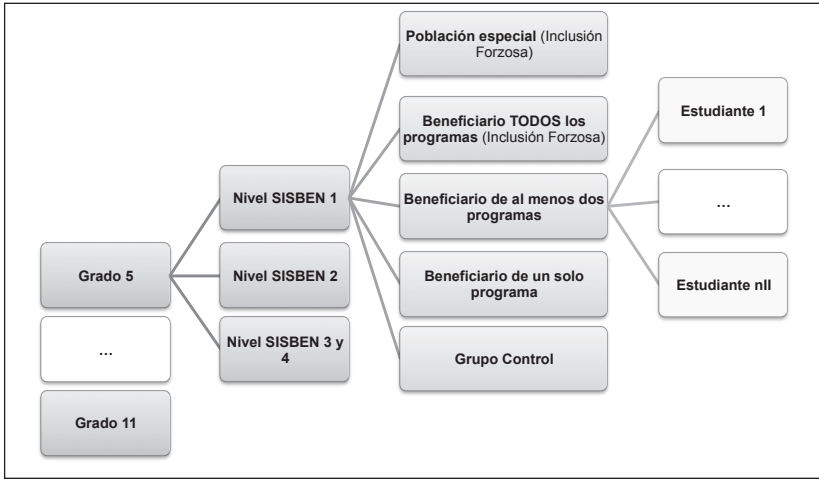 Grado 5
...
Grado 11
Nivel SISBEN 1
Nivel SISBEN 2
Nivel SISBEN 3 y
4
Población especial (Inclusión
Forzosa)
Beneficiario TODOS los
programas (Inclusión Forzosa)
Beneficiario de al menos dos
programas
Beneficiario de un solo
programa
Grupo Control
Estudiante 1
...
Estudiante nII